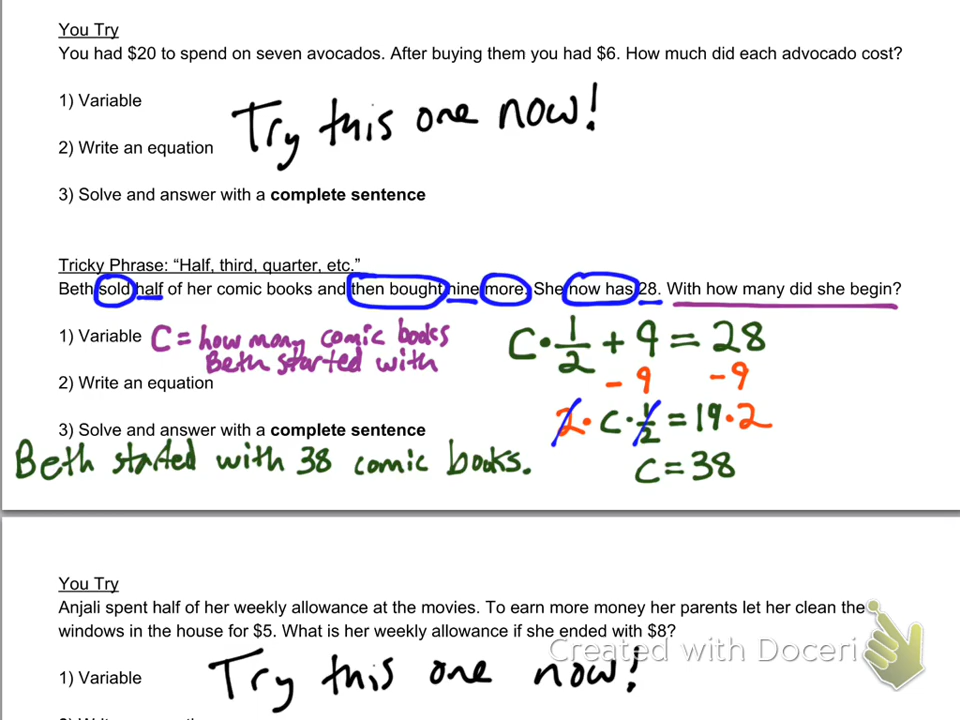 You Try
You had $20 to spend on seven avocados. After buying them you had $6. How much did each advocado cost?
1) Variable
Try this one now!
2) Write an equation
3) Solve and answer with a complete sentence
Tricky Phrase: “Half, third, quarter, etc.”
Beth sold half of her comic books and then bought nine more. She now has 28. With how many did she begin?
1) Variable C = how many comic books
Beth started with
C · 1/2 + 9 = 28
- 9 - 9
2) Write an equation
2 · C · 1/2 = 19 · 2
C = 38
3) Solve and answer with a complete sentence
Beth started with 38 comic books.
You Try
Anjali spent half of her weekly allowance at the movies. To earn more money her parents let her clean the
windows in the house for $5. What is her weekly allowance if she ended with $8?
Created with Doceri
1) Variable
Try this one now!